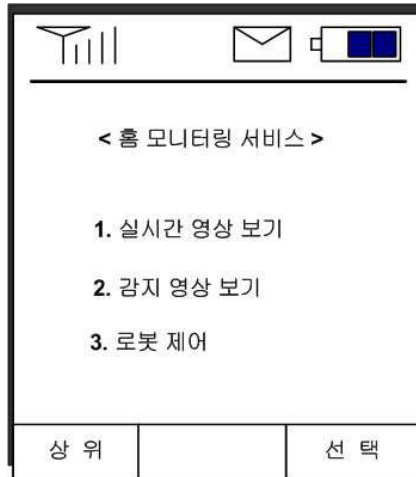 < 홈 모니터링 서비스 >
1. 실시간 영상 보기
2. 감지 영상 보기
3. 로봇 제어
상 위
선 택